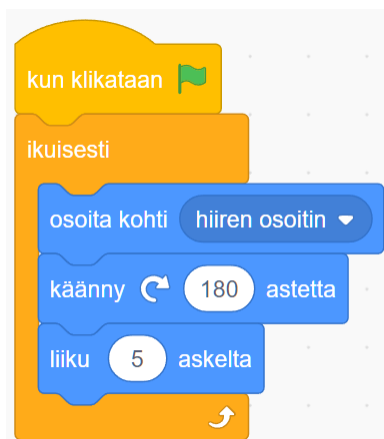 kun klikataan
ikuisesti
osoita kohti hiiren osoitin
käänny 180 astetta
liiku 5 askelta